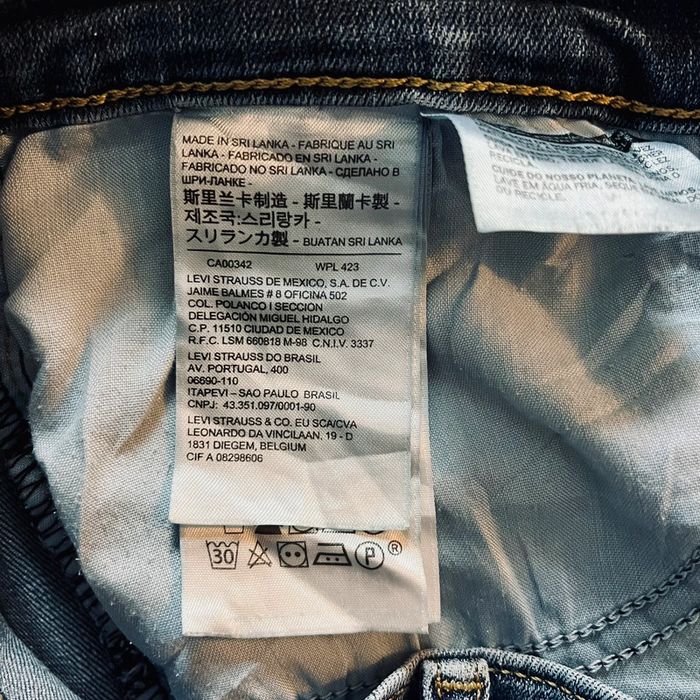 MADE IN SRI LANKA - FABRIQUE AU SRI
LANKA - FABRICADO EN SRI LANKA -
FABRICADO NO SRI LANKA - СДЕЛАНО В
ШРИ-ЛАНКЕ -
斯里兰卡制造 - 斯里蘭卡製 -
제조국:스리랑카 -
スリランカ製 - BUATAN SRI LANKA
CA00342 WPL 423
LEVI STRAUSS DE MEXICO, S.A. DE C.V.
JAIME BALMES # 8 OFICINA 502
COL. POLANCO I SECCION
DELEGACIÓN MIGUEL HIDALGO
C.P. 11510 CIUDAD DE MEXICO
R.F.C. LSM 660818 M-98 C.N.I.V. 3337
LEVI STRAUSS DO BRASIL
AV. PORTUGAL, 400
06690-110
ITAPEVI – SAO PAULO BRASIL
CNPJ: 43.351.097/0001-90
LEVI STRAUSS & CO. EU SCA/CVA
LEONARDO DA VINCILAAN. 19 - D
1831 DIEGEM, BELGIUM
CIF A 08298606
30 P ®
RECICLA
CUIDE DO NOSSO PLANETA
LAVE EM ÁGUA FRIA, SEQUE
OU RECYCLE.